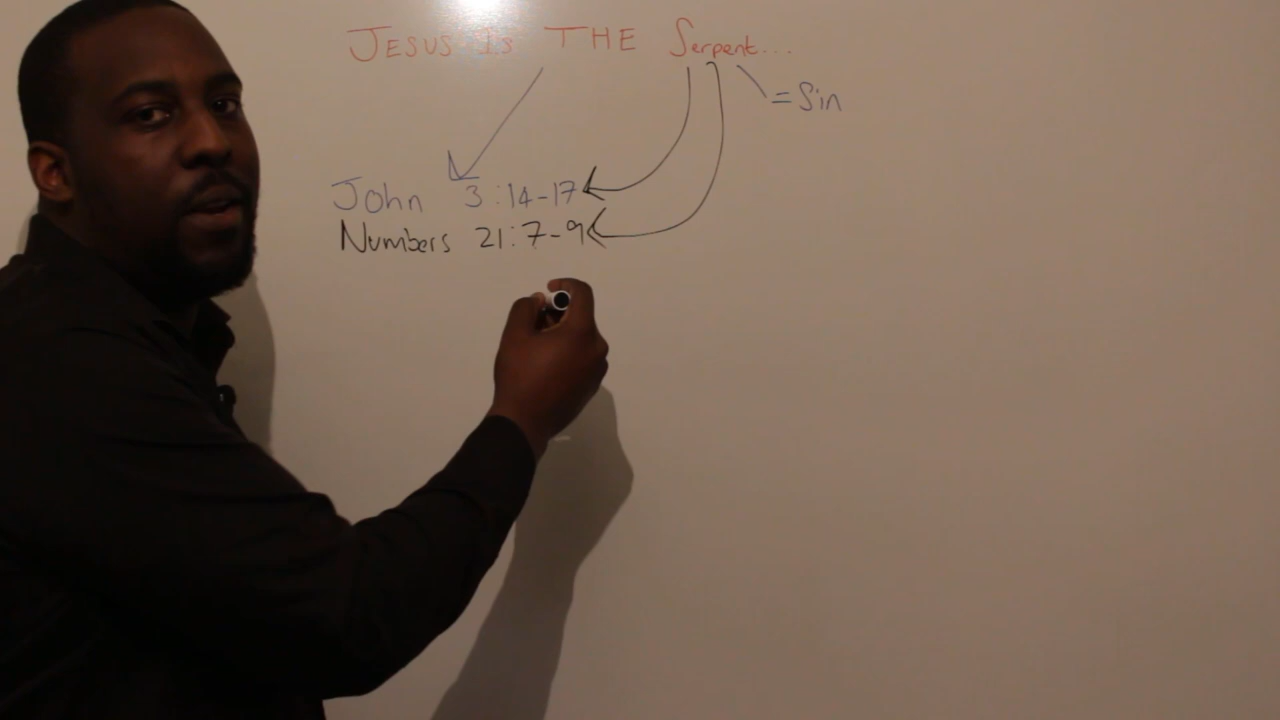 JESUS Is THE Serpent...
= Sin
John 3:14-17
Numbers 21:7-9